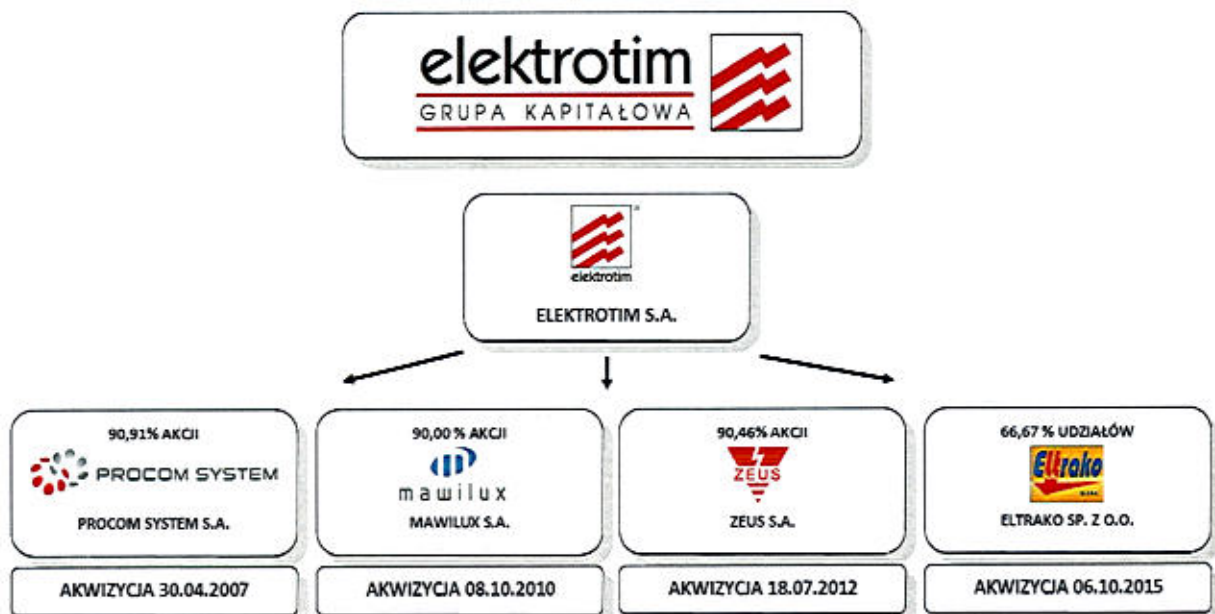 elektrotim
GRUPA KAPITAŁOWA
elektrotim
ELEKTROTIM S.A.
90,91% AKCJI
PROCOM SYSTEM
PROCOM SYSTEM S.A.
AKWIZYCJA 30.04.2007
90,00 % AKCJI
mawilux
MAWILUX S.A.
AKWIZYCJA 08.10.2010
90,46% AKCJI
ZEUS
ZEUS S.A.
AKWIZYCJA 18.07.2012
66,67 % UDZIAŁÓW
Eltrako
ELTRAKO SP. Z O.O.
AKWIZYCJA 06.10.2015